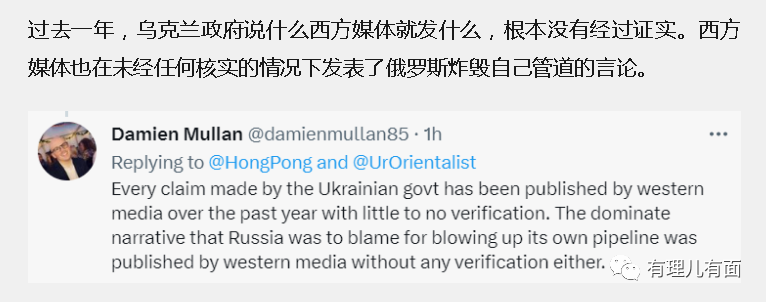 过去一年，乌克兰政府说什么西方媒体就发什么，根本没有经过证实。西方
媒体也在未经任何核实的情况下发表了俄罗斯炸毁自己管道的言论。
Damien Mullan @damienmullan85 · 1h
Replying to @HongPong and @UrOrientalist
Every claim made by the Ukrainian govt has been published by western
media over the past year with little to no verification. The dominate
narrative that Russia was to blame for blowing up its own pipeline was
published by western media without any verification either.
有理儿有面